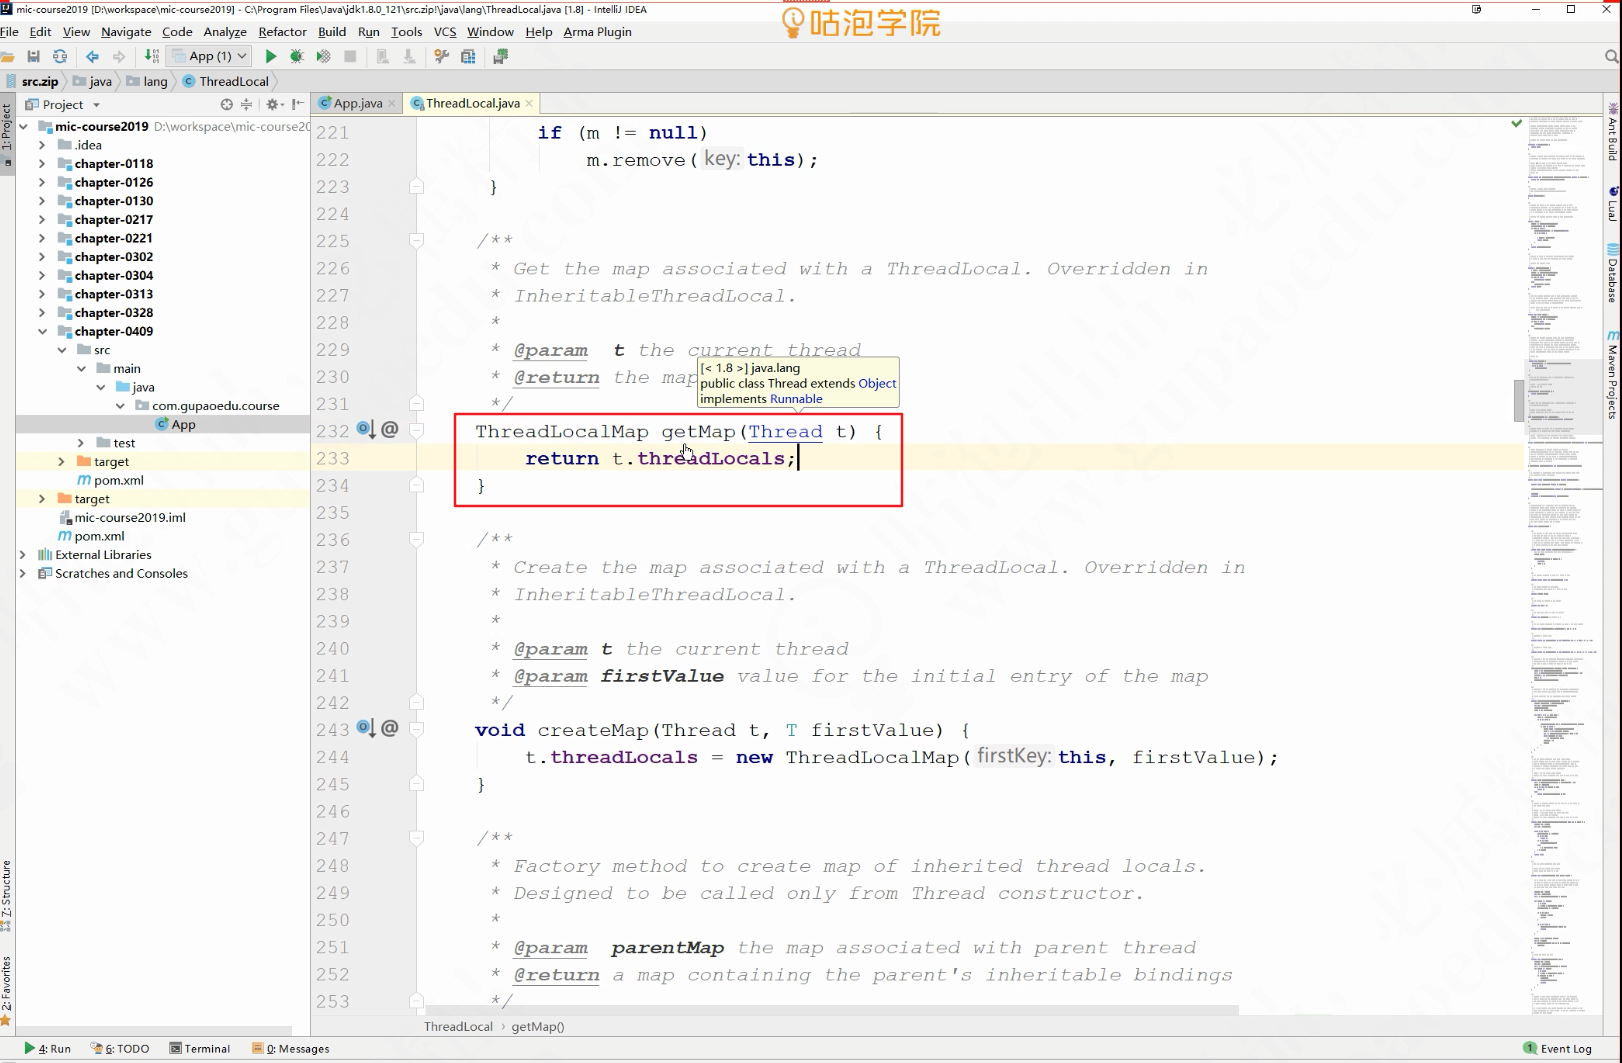 mic-course2019 [D:\workspace\mic-course2019] - C:\Program Files\Java\jdk1.8.0_121\src.zip!\java\lang\ThreadLocal.java [1.8] - IntelliJ IDEA
咕泡学院
File Edit View Navigate Code Analyze Refactor Build Run Tools VCS Window Help Arma Plugin
App (1)
src.zip java lang ThreadLocal
Project
App.java
ThreadLocal.java
1: Project
mic-course2019 D:\workspace\mic-course20
.idea
chapter-0118
chapter-0126
chapter-0130
chapter-0217
chapter-0221
chapter-0302
chapter-0304
chapter-0313
chapter-0328
chapter-0409
src
main
java
com.gupaoedu.course
App
test
target
pom.xml
target
mic-course2019.iml
pom.xml
External Libraries
Scratches and Consoles
Z: Structure
2: Favorites
221 if (m != null)
222 m.remove( key: this);
223 }
224
225 /**
226 * Get the map associated with a ThreadLocal. Overridden in
227 * InheritableThreadLocal.
228 *
229 * @param t the current thread
230 * @return the map
231 */
[< 1.8 >] java.lang
public class Thread extends Object
implements Runnable
232 @ ThreadLocalMap getMap(Thread t) {
233 return t.threadLocals;
234 }
235
236 /**
237 * Create the map associated with a ThreadLocal. Overridden in
238 * InheritableThreadLocal.
239 *
240 * @param t the current thread
241 * @param firstValue value for the initial entry of the map
242 */
243 @ void createMap(Thread t, T firstValue) {
244 t.threadLocals = new ThreadLocalMap( firstKey: this, firstValue);
245 }
246
247 /**
248 * Factory method to create map of inherited thread locals.
249 * Designed to be called only from Thread constructor.
250 *
251 * @param parentMap the map associated with parent thread
252 * @return a map containing the parent's inheritable bindings
253 */
ThreadLocal › getMap()
Ant Build
LuaJ
Database
Maven Projects
4: Run 6: TODO Terminal 0: Messages
1 Event Log